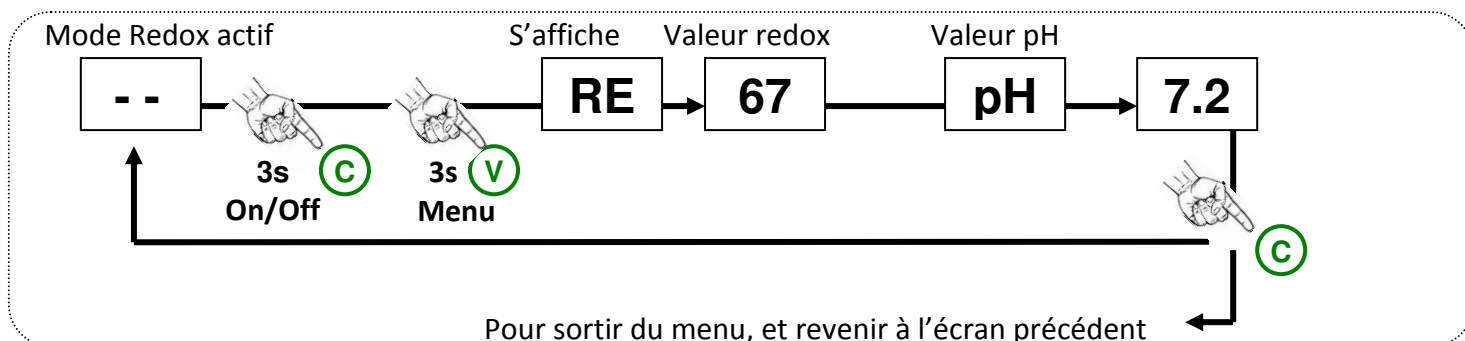 Mode Redox actif S’affiche Valeur redox Valeur pH
- - RE 67 pH 7.2
3s C 3s V
On/Off Menu
C
Pour sortir du menu, et revenir à l’écran précédent